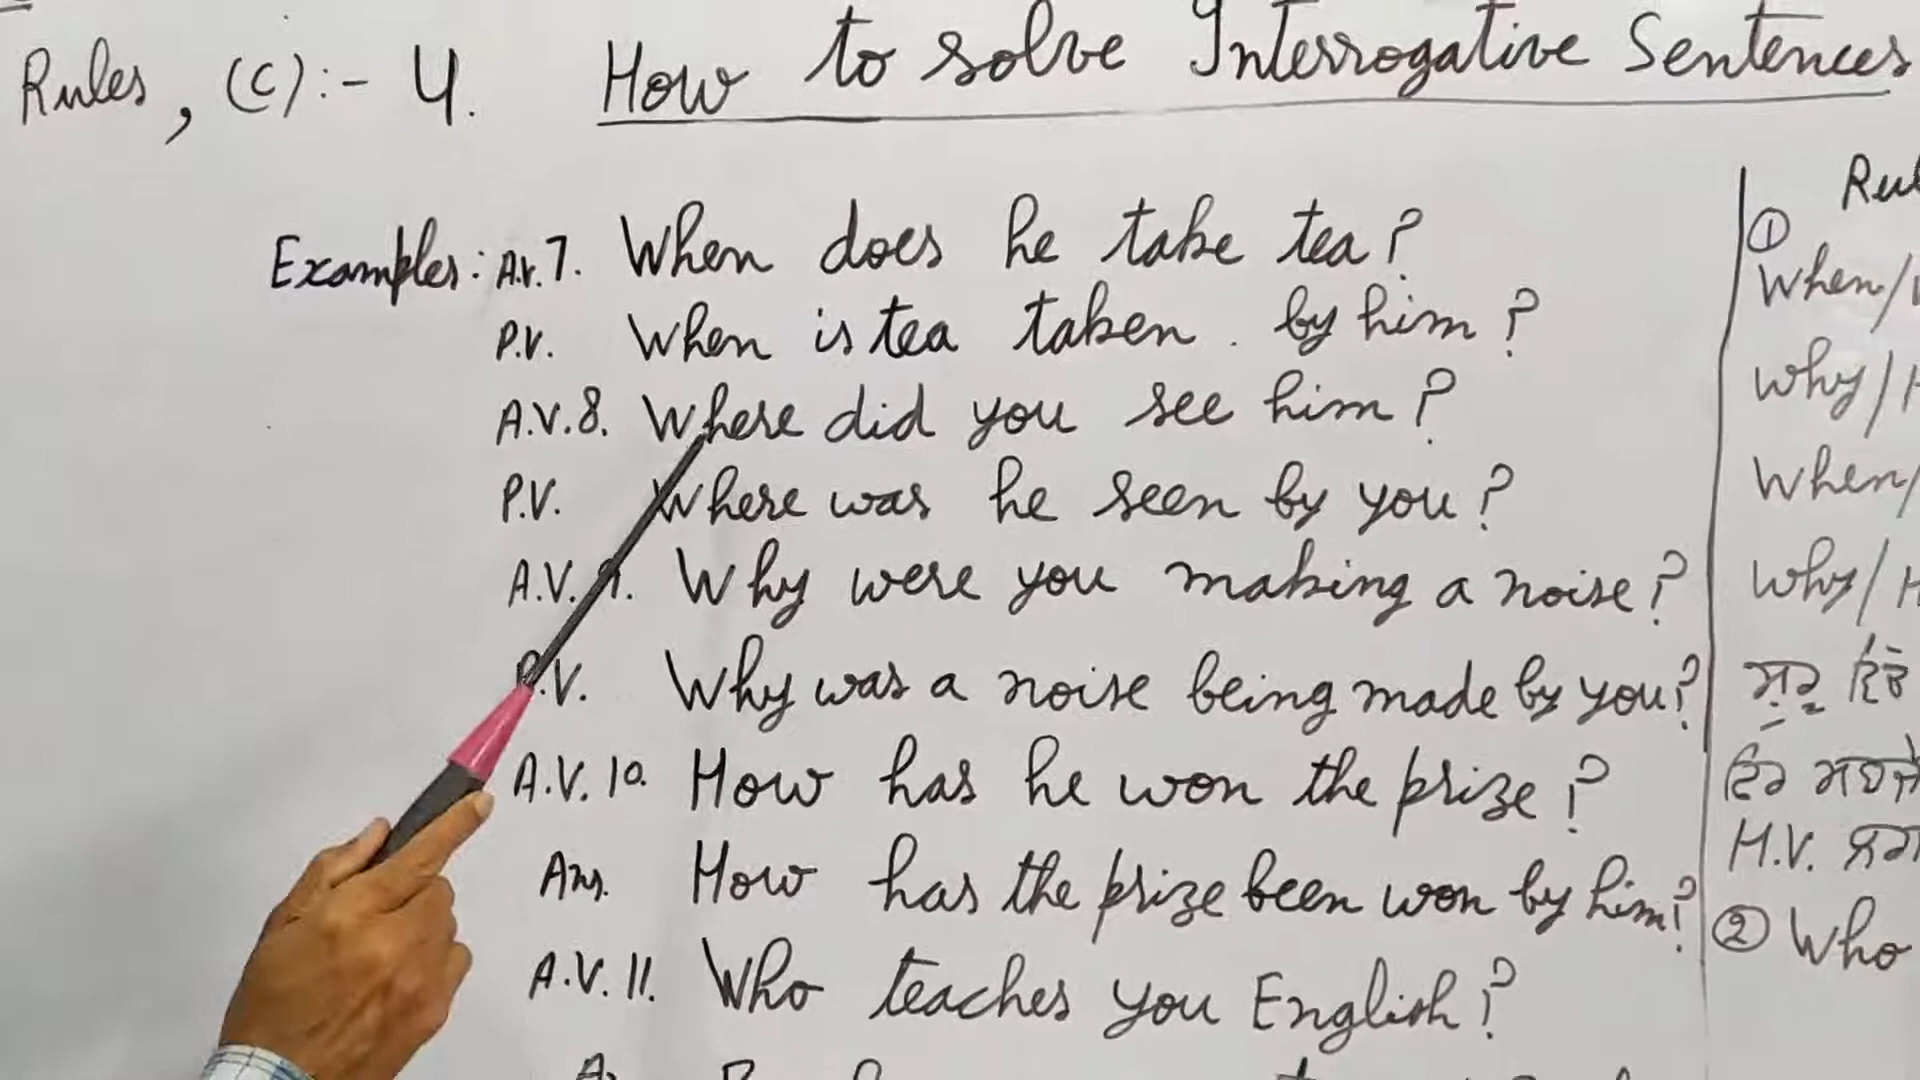 Rules, (C):- 4. How to solve Interrogative Sentences
Examples: A.V.7. When does he take tea?
P.V. When is tea taken . by him?
A.V.8. Where did you see him?
P.V. Where was he seen by you?
A.V.9. Why were you making a noise?
P.V. Why was a noise being made by you?
A.V.10. How has he won the prize?
Ans. How has the prize been won by him?
A.V.11. Who teaches you English?
①
When/
Why/H
When/
Why/H
H.V.
② Who